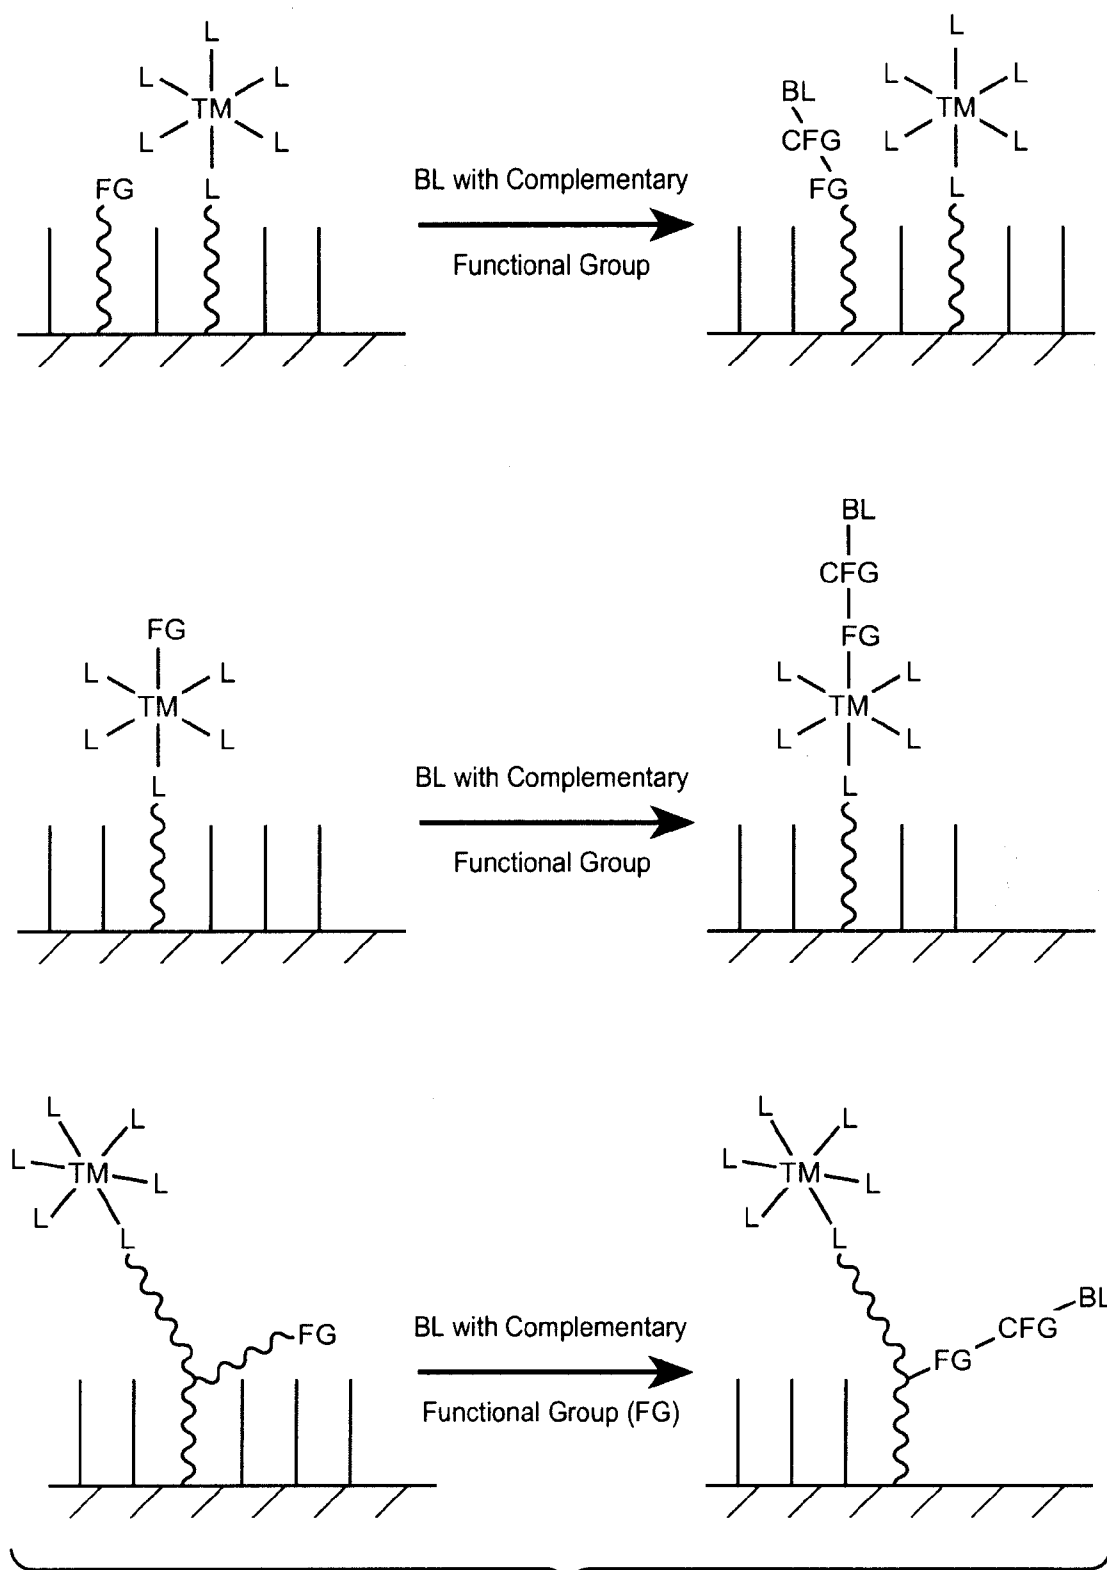 L
L L
TM
L L
FG L
BL with Complementary
Functional Group
L
BL L L
TM
CFG L L
FG L
FG
L L
TM
L L
L
BL with Complementary
Functional Group
BL
CFG
FG
L L
TM
L L
L
L L
L TM L
L
L
FG
BL with Complementary
Functional Group (FG)
L L
L TM L
L
L
BL
CFG
FG